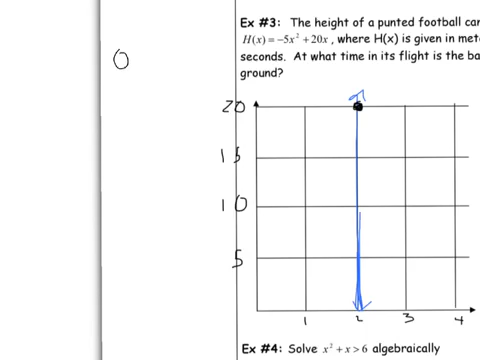 Ex #3: The height of a punted football can
H(x) = –5x² + 20x , where H(x) is given in met
seconds. At what time in its flight is the ba
ground?
0
20
15
10
5
1 2 3 4
Ex #4: Solve x² + x > 6 algebraically